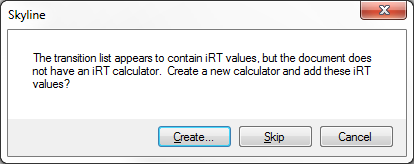 Skyline
The transition list appears to contain iRT values, but the document does
not have an iRT calculator.  Create a new calculator and add these iRT
values?
Create...
Skip
Cancel